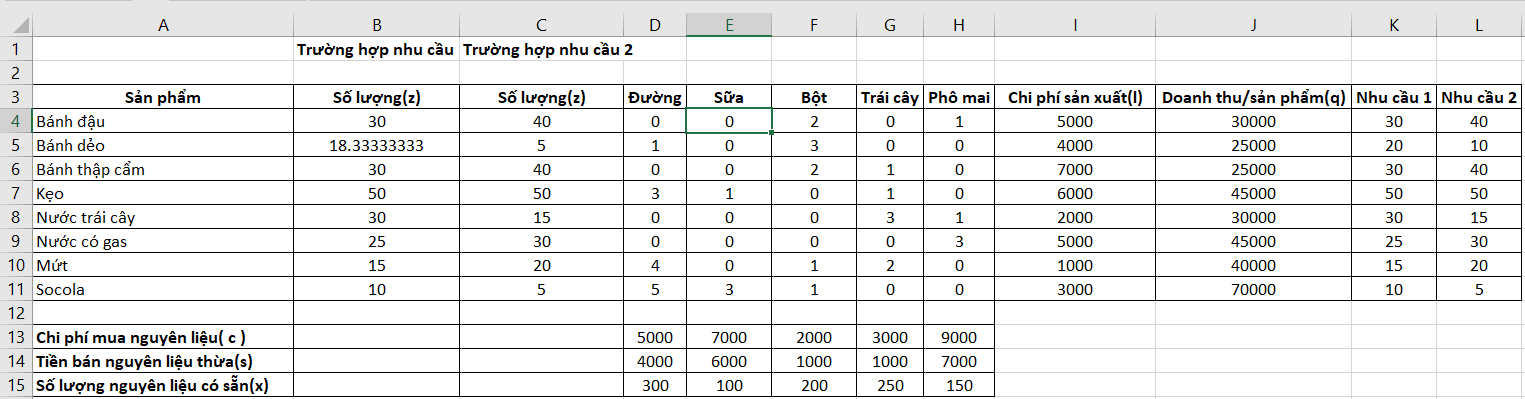 A B C D E F G H I J K L
1 Trường hợp nhu cầu Trường hợp nhu cầu 2
2
3 Sản phẩm Số lượng(z) Số lượng(z) Đường Sữa Bột Trái cây Phô mai Chi phí sản xuất(l) Doanh thu/sản phẩm(q) Nhu cầu 1 Nhu cầu 2
4 Bánh đậu 30 40 0 0 2 0 1 5000 30000 30 40
5 Bánh dẻo 18.33333333 5 1 0 3 0 0 4000 25000 20 10
6 Bánh thập cẩm 30 40 0 0 2 1 0 7000 25000 30 40
7 Kẹo 50 50 3 1 0 1 0 6000 45000 50 50
8 Nước trái cây 30 15 0 0 0 3 1 2000 30000 30 15
9 Nước có gas 25 30 0 0 0 0 3 5000 45000 25 30
10 Mứt 15 20 4 0 1 2 0 1000 40000 15 20
11 Socola 10 5 5 3 1 0 0 3000 70000 10 5
12
13 Chi phí mua nguyên liệu( c ) 5000 7000 2000 3000 9000
14 Tiền bán nguyên liệu thừa(s) 4000 6000 1000 1000 7000
15 Số lượng nguyên liệu có sẵn(x) 300 100 200 250 150